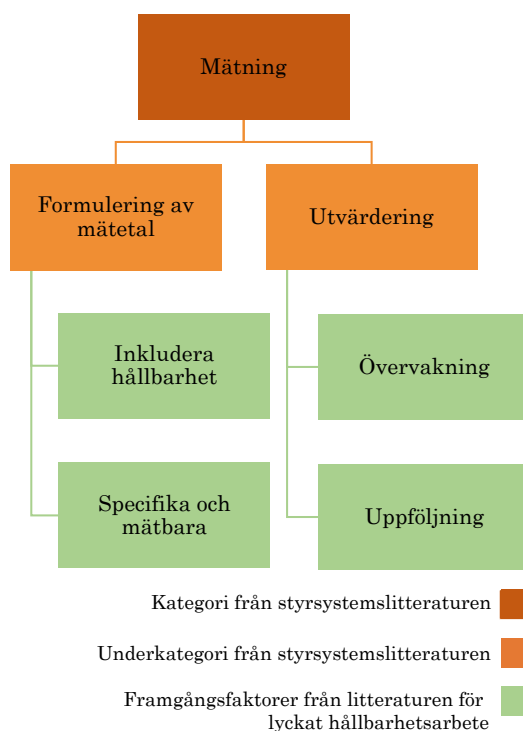 Mätning
Formulering av
mätetal
Utvärdering
Inkludera
hållbarhet
Övervakning
Specifika och
mätbara
Uppföljning
Kategori från styrsystemslitteraturen
Underkategori från styrsystemslitteraturen
Framgångsfaktorer från litteraturen för
lyckat hållbarhetsarbete